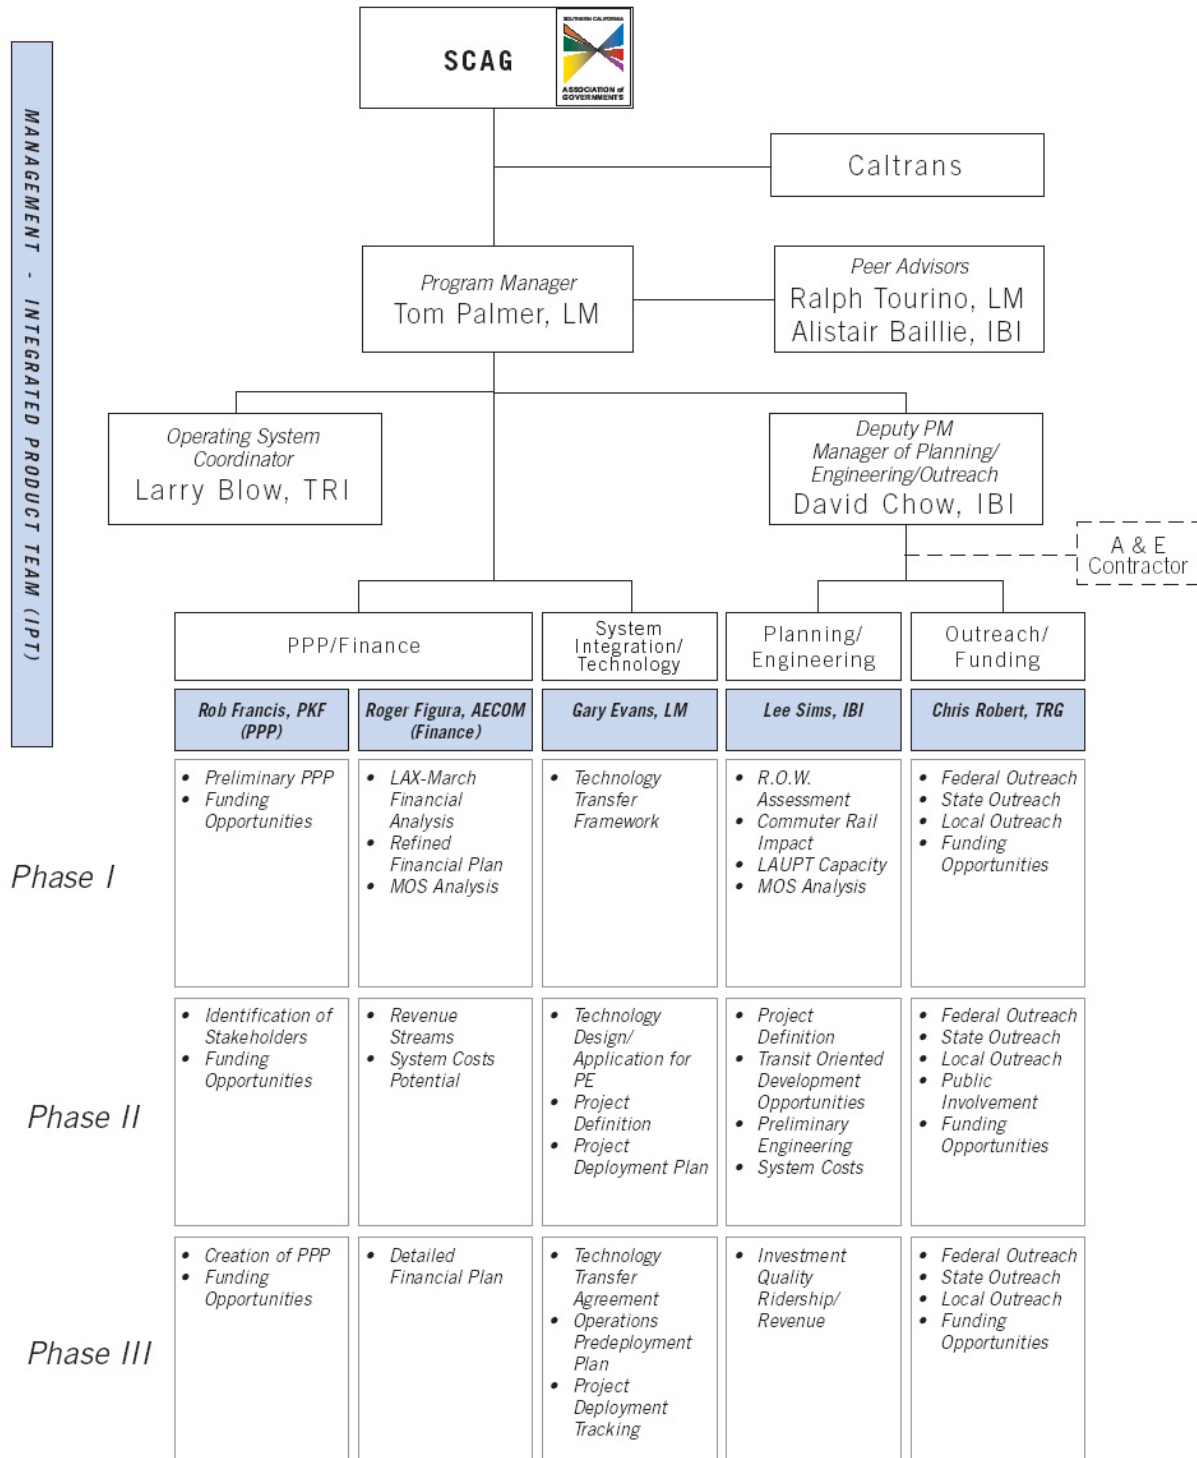 SOUTHERN CALIFORNIA
SCAG
ASSOCIATION of
GOVERNMENTS
MANAGEMENT - INTEGRATED PRODUCT TEAM (IPT)
Caltrans
Program Manager
Tom Palmer, LM
Peer Advisors
Ralph Tourino, LM
Alistair Baillie, IBI
Operating System
Coordinator
Larry Blow, TRI
Deputy PM
Manager of Planning/
Engineering/Outreach
David Chow, IBI
A & E
Contractor
PPP/Finance
System
Integration/
Technology
Planning/
Engineering
Outreach/
Funding
Rob Francis, PKF
(PPP)
Roger Figura, AECOM
(Finance)
Gary Evans, LM
Lee Sims, IBI
Chris Robert, TRG
Phase I
• Preliminary PPP
• Funding
Opportunities
• LAX-March
Financial
Analysis
• Refined
Financial Plan
• MOS Analysis
• Technology
Transfer
Framework
• R.O.W.
Assessment
• Commuter Rail
Impact
• LAUPT Capacity
• MOS Analysis
• Federal Outreach
• State Outreach
• Local Outreach
• Funding
Opportunities
Phase II
• Identification of
Stakeholders
• Funding
Opportunities
• Revenue
Streams
• System Costs
Potential
• Technology
Design/
Application for
PE
• Project
Definition
• Project
Deployment Plan
• Project
Definition
• Transit Oriented
Development
Opportunities
• Preliminary
Engineering
• System Costs
• Federal Outreach
• State Outreach
• Local Outreach
• Public
Involvement
• Funding
Opportunities
Phase III
• Creation of PPP
• Funding
Opportunities
• Detailed
Financial Plan
• Technology
Transfer
Agreement
• Operations
Predeployment
Plan
• Project
Deployment
Tracking
• Investment
Quality
Ridership/
Revenue
• Federal Outreach
• State Outreach
• Local Outreach
• Funding
Opportunities